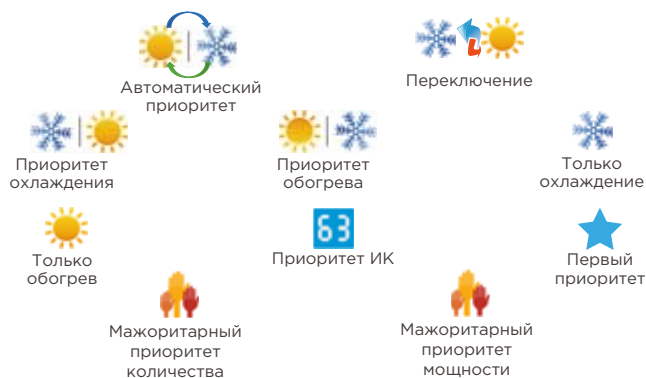 Автоматический
приоритет
Переключение
Приоритет
охлаждения
Приоритет
обогрева
Только
охлаждение
Только
обогрев
63
Приоритет ИК
Первый
приоритет
Мажоритарный
приоритет
количества
Мажоритарный
приоритет
мощности